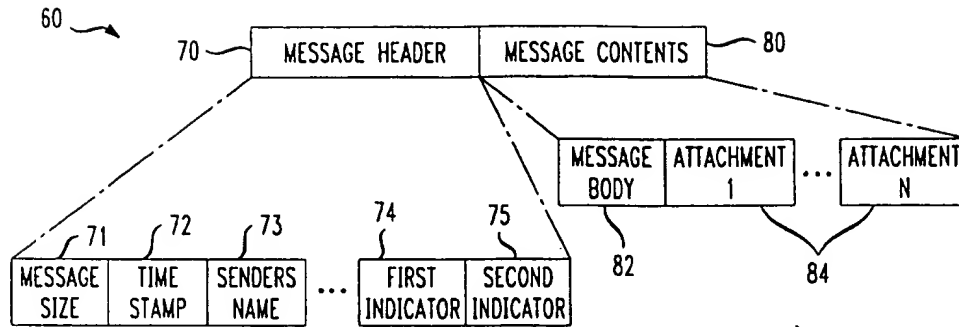 60
70 MESSAGE HEADER MESSAGE CONTENTS 80
MESSAGE BODY ATTACHMENT 1 ... ATTACHMENT N
82 84
71 72 73 74 75
MESSAGE SIZE TIME STAMP SENDERS NAME ... FIRST INDICATOR SECOND INDICATOR